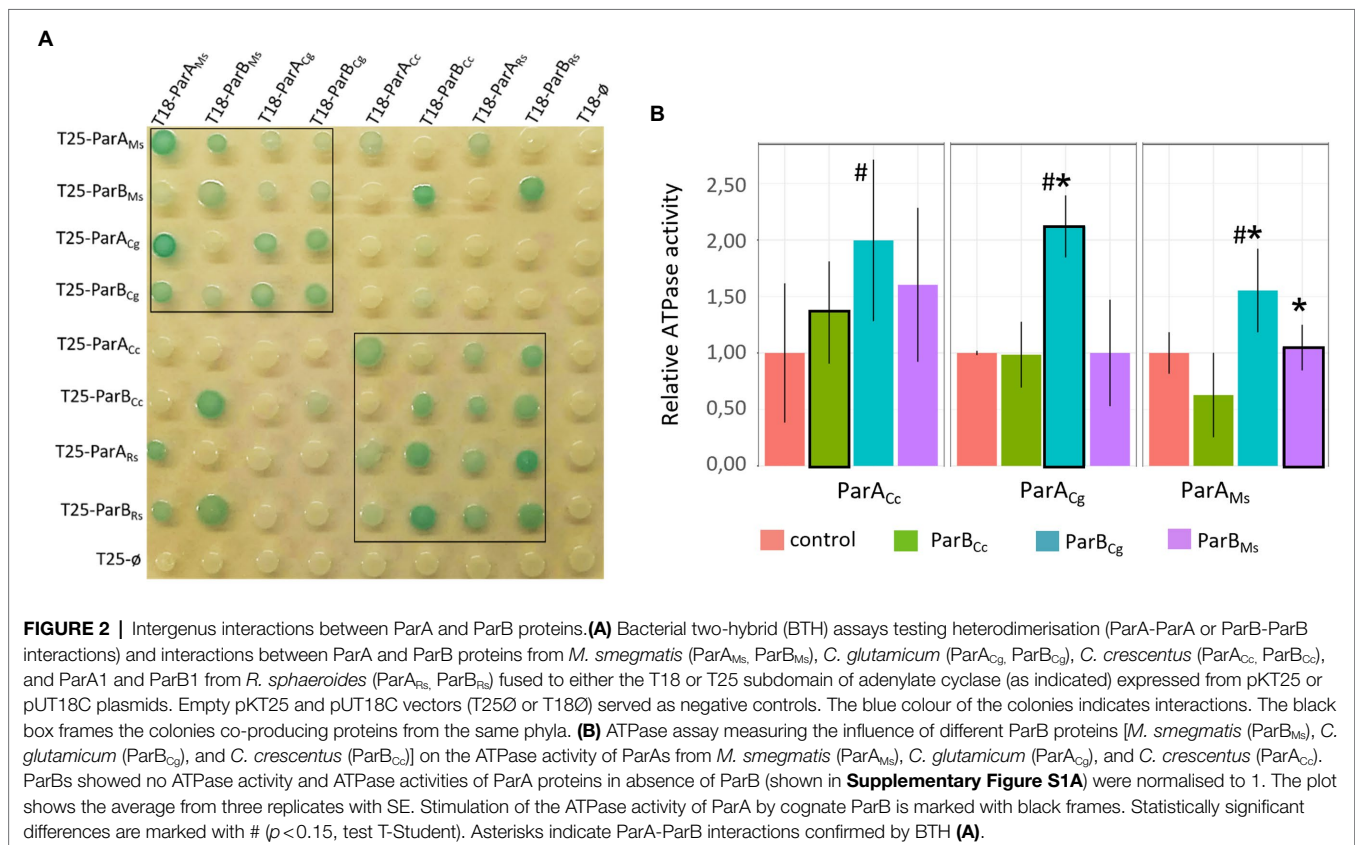 A
T18-ParAMs
T18-ParBMs
T18-ParACg
T18-ParBCg
T18-ParACc
T18-ParBCc
T18-ParARs
T18-ParBRs
T18-ø
T25-ParAMs
T25-ParBMs
T25-ParACg
T25-ParBCg
T25-ParACc
T25-ParBCc
T25-ParARs
T25-ParBRs
T25-ø
B
Relative ATPase activity
2,50
2,00
1,50
1,00
0,50
0,00
#
#*
#*
*
ParACc
ParACg
ParAMs
control
ParBCc
ParBCg
ParBMs
FIGURE 2 | Intergenus interactions between ParA and ParB proteins.(A) Bacterial two-hybrid (BTH) assays testing heterodimerisation (ParA-ParA or ParB-ParB
interactions) and interactions between ParA and ParB proteins from M. smegmatis (ParAMs, ParBMs), C. glutamicum (ParACg, ParBCg), C. crescentus (ParACc, ParBCc),
and ParA1 and ParB1 from R. sphaeroides (ParARs, ParBRs) fused to either the T18 or T25 subdomain of adenylate cyclase (as indicated) expressed from pKT25 or
pUT18C plasmids. Empty pKT25 and pUT18C vectors (T25Ø or T18Ø) served as negative controls. The blue colour of the colonies indicates interactions. The black
box frames the colonies co-producing proteins from the same phyla. (B) ATPase assay measuring the influence of different ParB proteins [M. smegmatis (ParBMs), C.
glutamicum (ParBCg), and C. crescentus (ParBCc)] on the ATPase activity of ParAs from M. smegmatis (ParAMs), C. glutamicum (ParACg), and C. crescentus (ParACc).
ParBs showed no ATPase activity and ATPase activities of ParA proteins in absence of ParB (shown in Supplementary Figure S1A) were normalised to 1. The plot
shows the average from three replicates with SE. Stimulation of the ATPase activity of ParA by cognate ParB is marked with black frames. Statistically significant
differences are marked with # (p<0.15, test T-Student). Asterisks indicate ParA-ParB interactions confirmed by BTH (A).